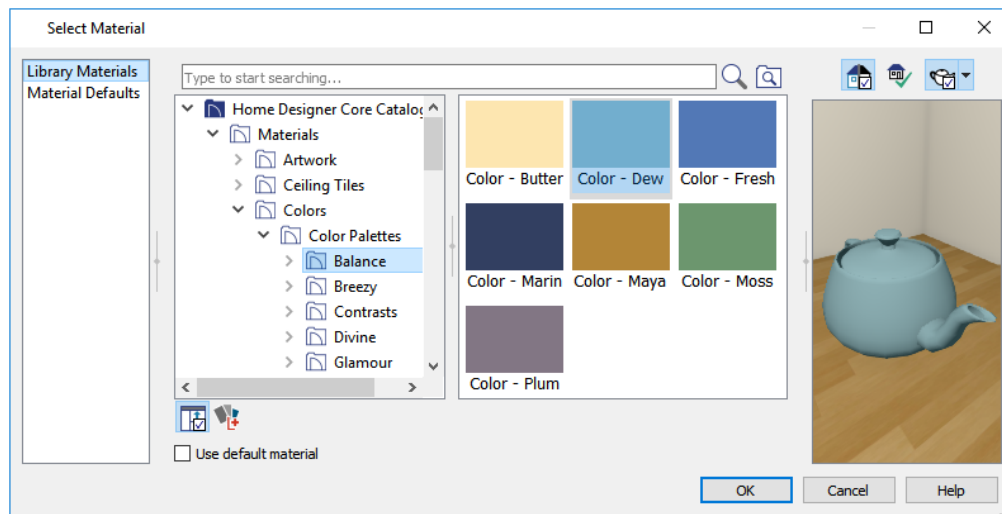 Select Material
Library Materials
Material Defaults
Type to start searching...
Home Designer Core Catalog
Materials
Artwork
Ceiling Tiles
Colors
Color Palettes
Balance
Breezy
Contrasts
Divine
Glamour
Color - Butter
Color - Dew
Color - Fresh
Color - Marin
Color - Maya
Color - Moss
Color - Plum
Use default material
OK
Cancel
Help